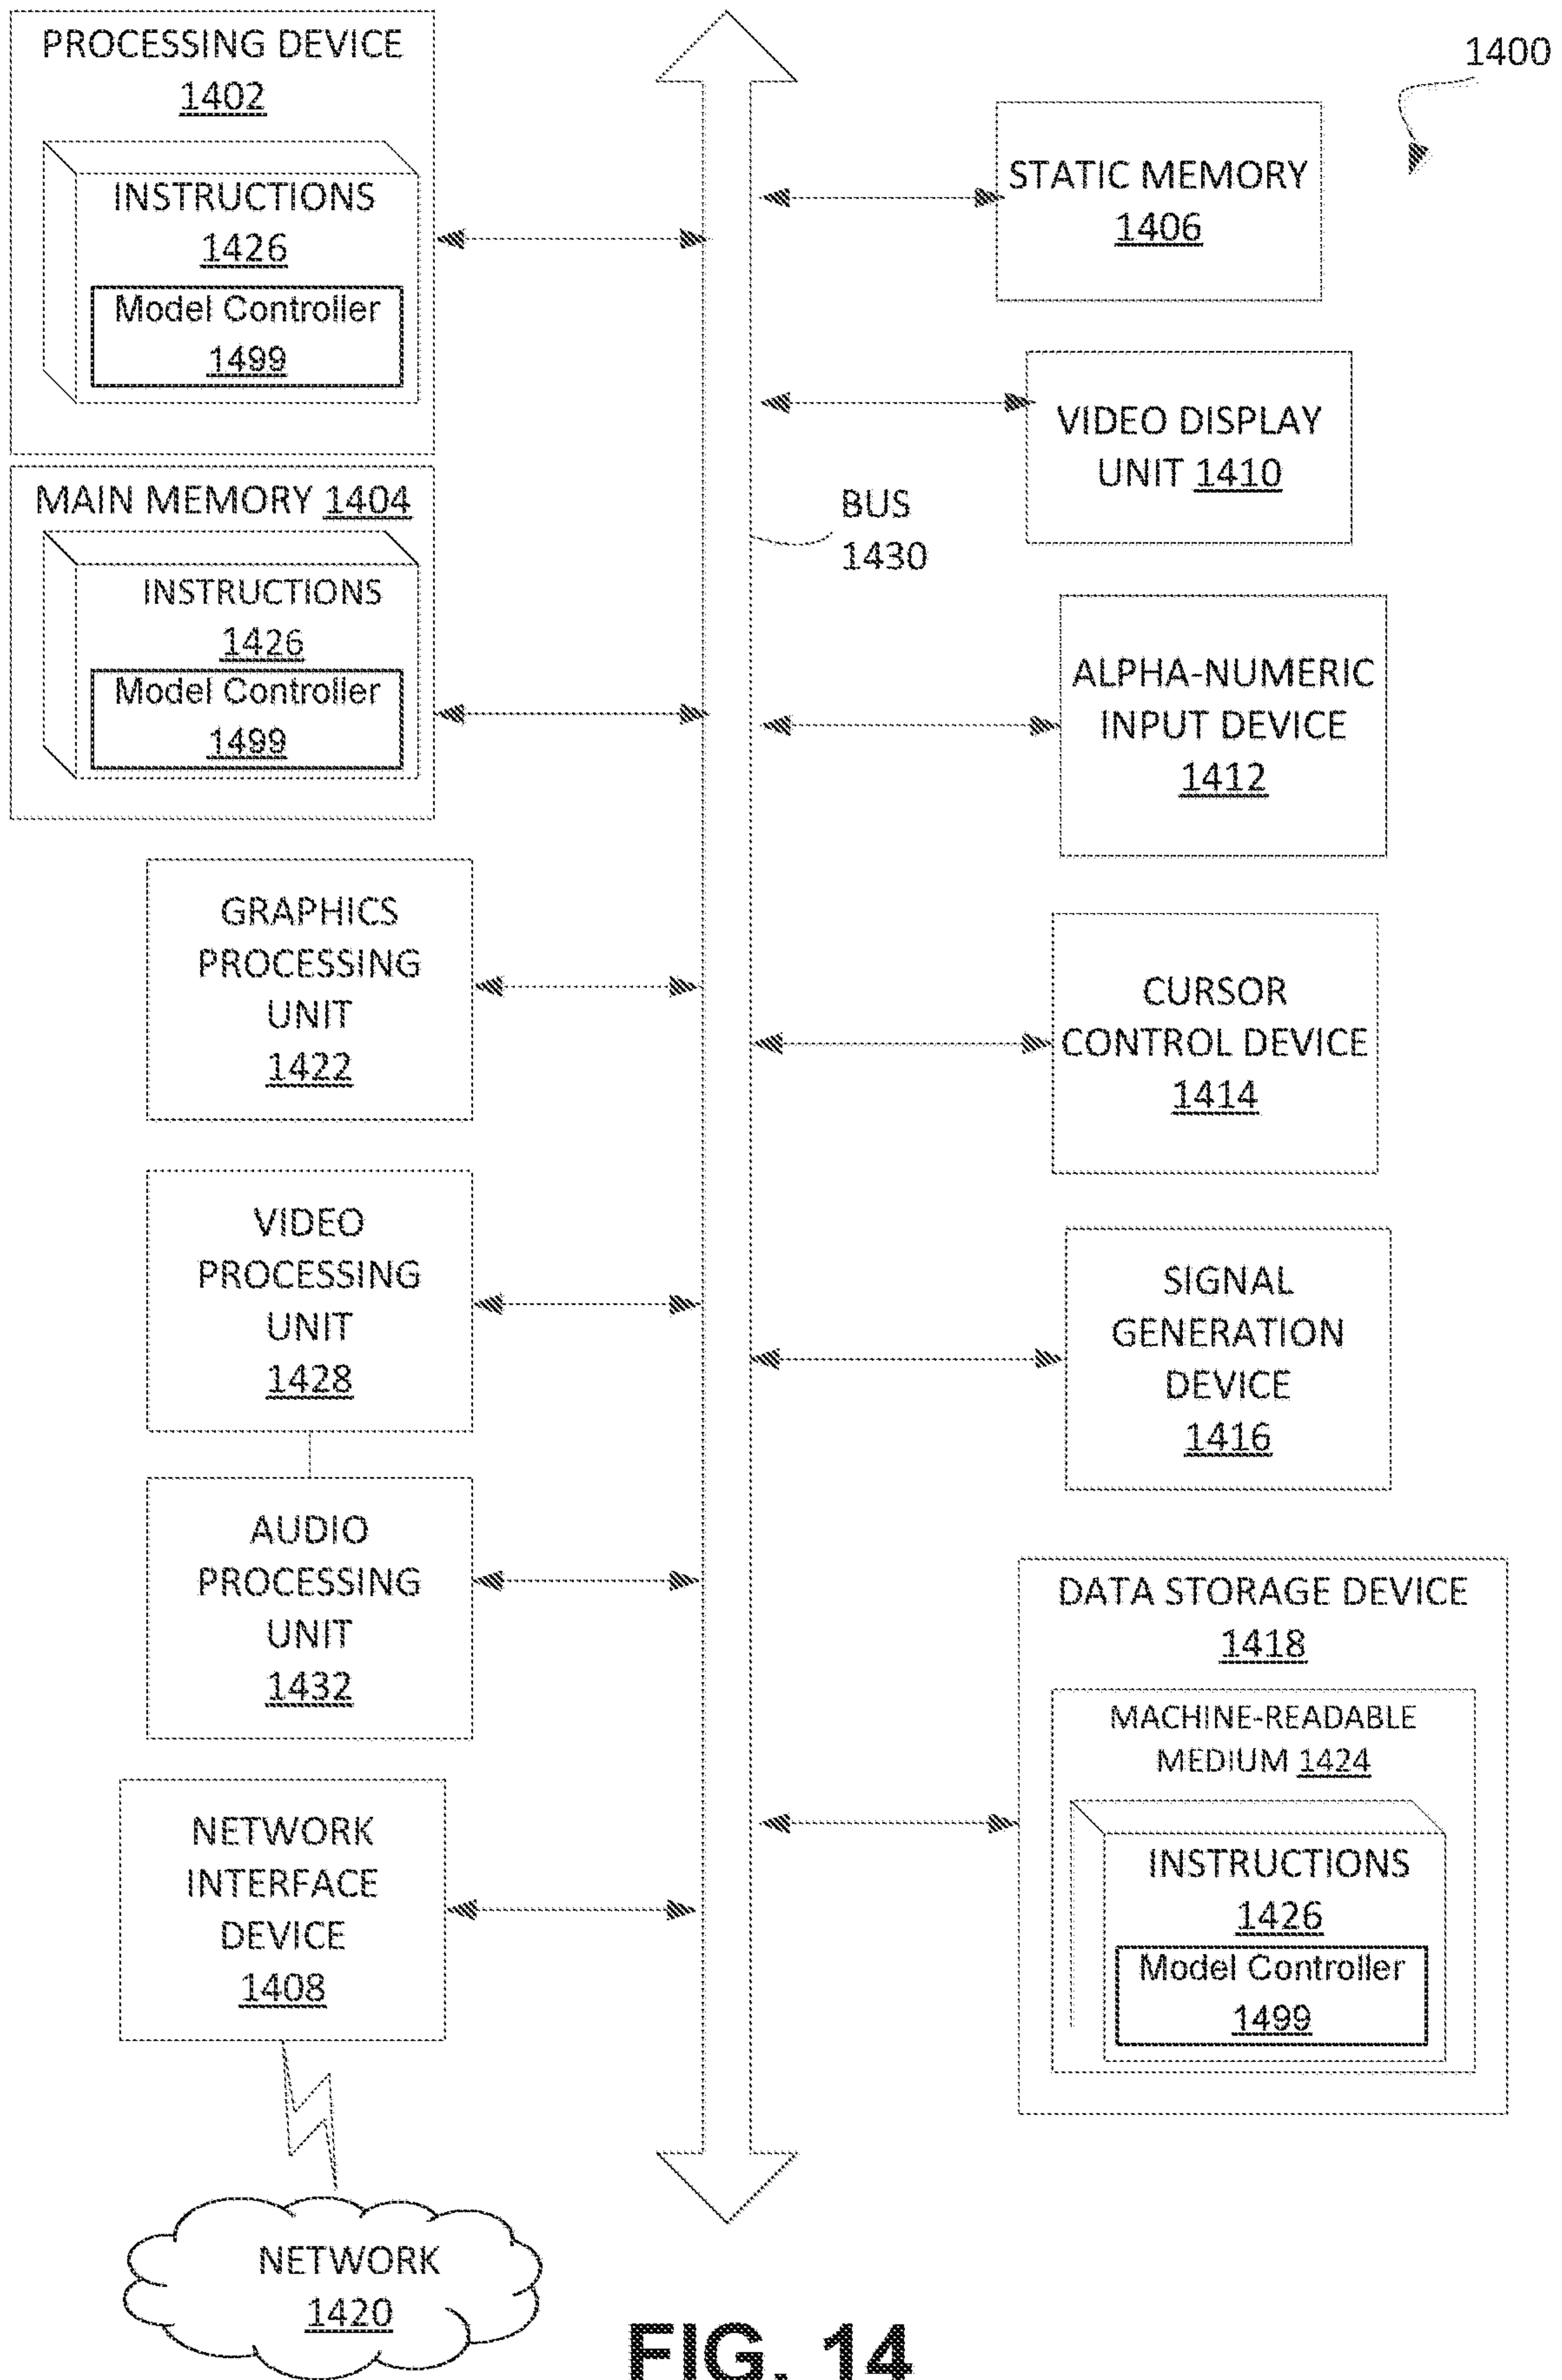 PROCESSING DEVICE
1402
INSTRUCTIONS
1426
Model Controller
1499
MAIN MEMORY 1404
INSTRUCTIONS
1426
Model Controller
1499
GRAPHICS
PROCESSING
UNIT
1422
VIDEO
PROCESSING
UNIT
1428
AUDIO
PROCESSING
UNIT
1432
NETWORK
INTERFACE
DEVICE
1408
NETWORK
1420
BUS
1430
1400
STATIC MEMORY
1406
VIDEO DISPLAY
UNIT 1410
ALPHA-NUMERIC
INPUT DEVICE
1412
CURSOR
CONTROL DEVICE
1414
SIGNAL
GENERATION
DEVICE
1416
DATA STORAGE DEVICE
1418
MACHINE-READABLE
MEDIUM 1424
INSTRUCTIONS
1426
Model Controller
1499
FIG. 14